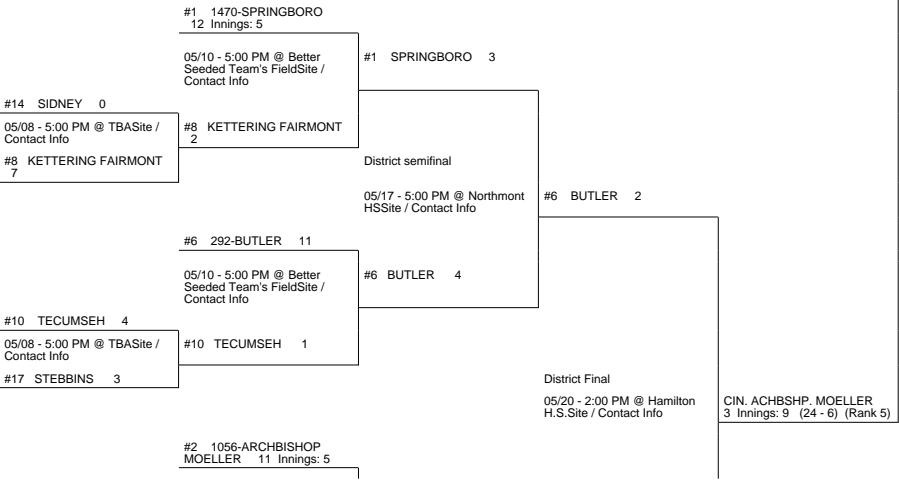 #1 1470-SPRINGBORO
12 Innings: 5
05/10 - 5:00 PM @ Better
Seeded Team's FieldSite /
Contact Info
#1 SPRINGBORO 3
#14 SIDNEY 0
05/08 - 5:00 PM @ TBASite /
Contact Info
#8 KETTERING FAIRMONT
7
#8 KETTERING FAIRMONT
2
District semifinal
05/17 - 5:00 PM @ Northmont
HSSite / Contact Info
#6 BUTLER 2
#6 292-BUTLER 11
05/10 - 5:00 PM @ Better
Seeded Team's FieldSite /
Contact Info
#6 BUTLER 4
#10 TECUMSEH 4
05/08 - 5:00 PM @ TBASite /
Contact Info
#17 STEBBINS 3
#10 TECUMSEH 1
District Final
05/20 - 2:00 PM @ Hamilton
H.S.Site / Contact Info
CIN. ACHBSHP. MOELLER
3 Innings: 9 (24 - 6) (Rank 5)
#2 1056-ARCHBISHOP
MOELLER 11 Innings: 5